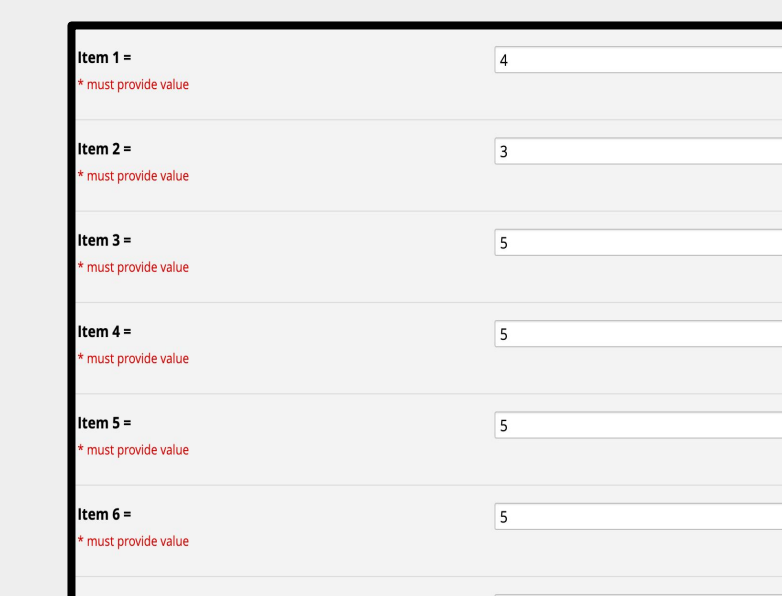 Item 1 = 4
* must provide value
Item 2 = 3
* must provide value
Item 3 = 5
* must provide value
Item 4 = 5
* must provide value
Item 5 = 5
* must provide value
Item 6 = 5
* must provide value